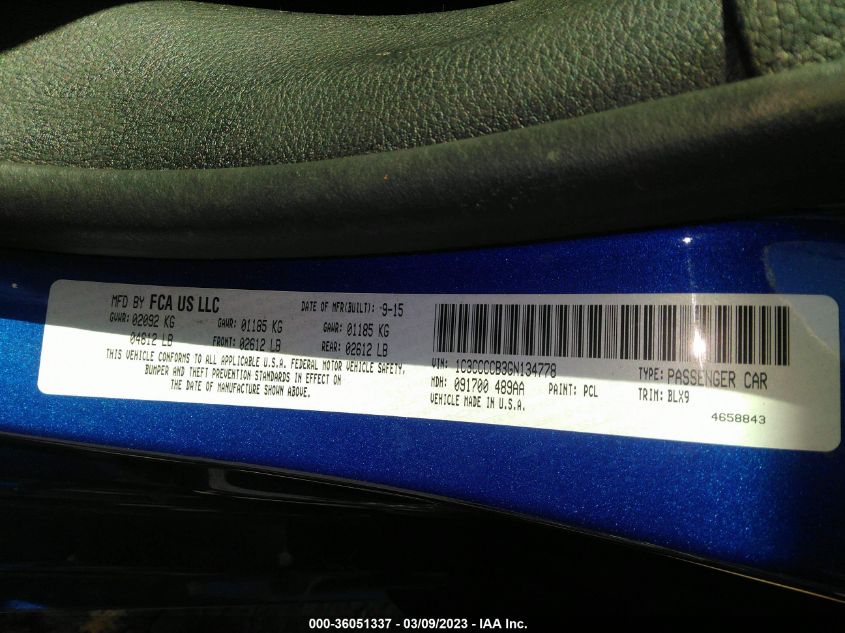 MFD BY FCA US LLC DATE OF MFR(BUILT): -9-15
GVWR: 02092 KG GAWR: 01185 KG GAWR: 01185 KG
04612 LB FRONT: 02612 LB REAR: 02612 LB
THIS VEHICLE CONFORMS TO ALL APPLICABLE U.S.A. FEDERAL MOTOR VEHICLE SAFETY,
BUMPER AND THEFT PREVENTION STANDARDS IN EFFECT ON
THE DATE OF MANUFACTURE SHOWN ABOVE.
VIN: 1C3CCCCB3GN134778 TYPE: PASSENGER CAR
MDH: 091700 489AA PAINT: PCL TRIM: BLX9
VEHICLE MADE IN U.S.A.
4658843
000-36051337 - 03/09/2023 - IAA Inc.